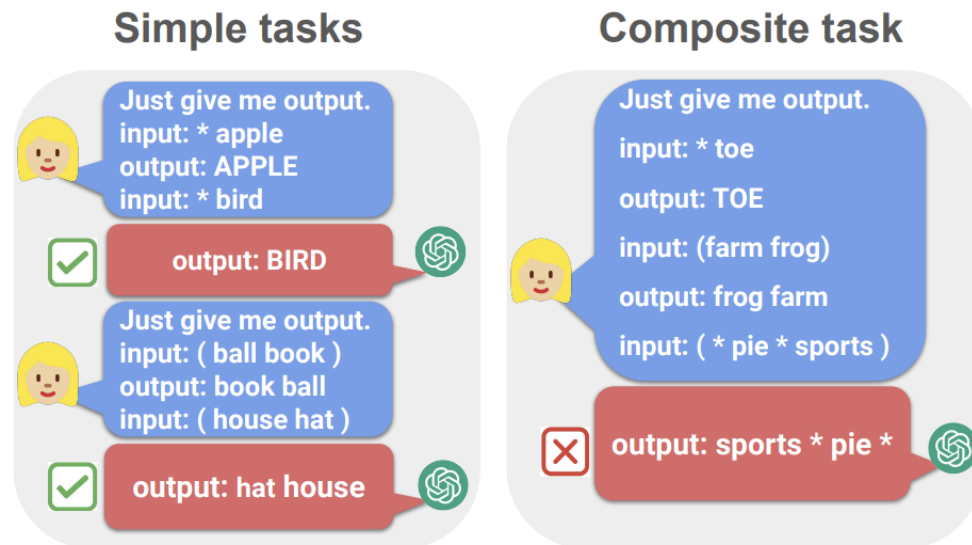 Simple tasks
Just give me output.
input: * apple
output: APPLE
input: * bird
output: BIRD
Just give me output.
input: ( ball book )
output: book ball
input: ( house hat )
output: hat house
Composite task
Just give me output.
input: * toe
output: TOE
input: (farm frog)
output: frog farm
input: ( * pie * sports )
output: sports * pie *